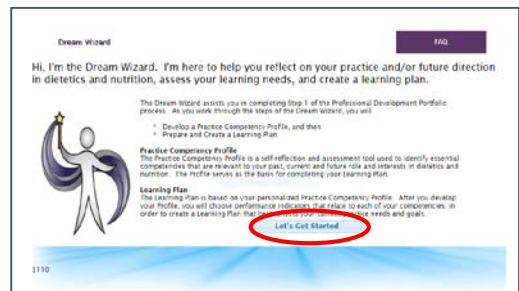 Dream Wizard
FAQ
Hi, I'm the Dream Wizard. I'm here to help you reflect on your practice and/or future direction
in dietetics and nutrition, assess your learning needs, and create a learning plan.
The Dream Wizard assists you in completing Step 1 of the Professional Development Portfolio
process. As you work through the steps of the Dream Wizard, you will
* Develop a Practice Competency Profile, and then
* Prepare and Create a Learning Plan
Practice Competency Profile
The Practice Competency Profile is a self-reflection and assessment tool used to identify essential
competencies that are relevant to your past, current and future role and interests in dietetics and
nutrition. The Profile serves as the basis for completing your Learning Plan.
Learning Plan
The Learning Plan is based on your personalized Practice Competency Profile. After you develop
your Profile, you will choose performance indicators that relate to each of your competencies, in
order to create a Learning Plan that best reflects your practice needs and goals.
Let's Get Started